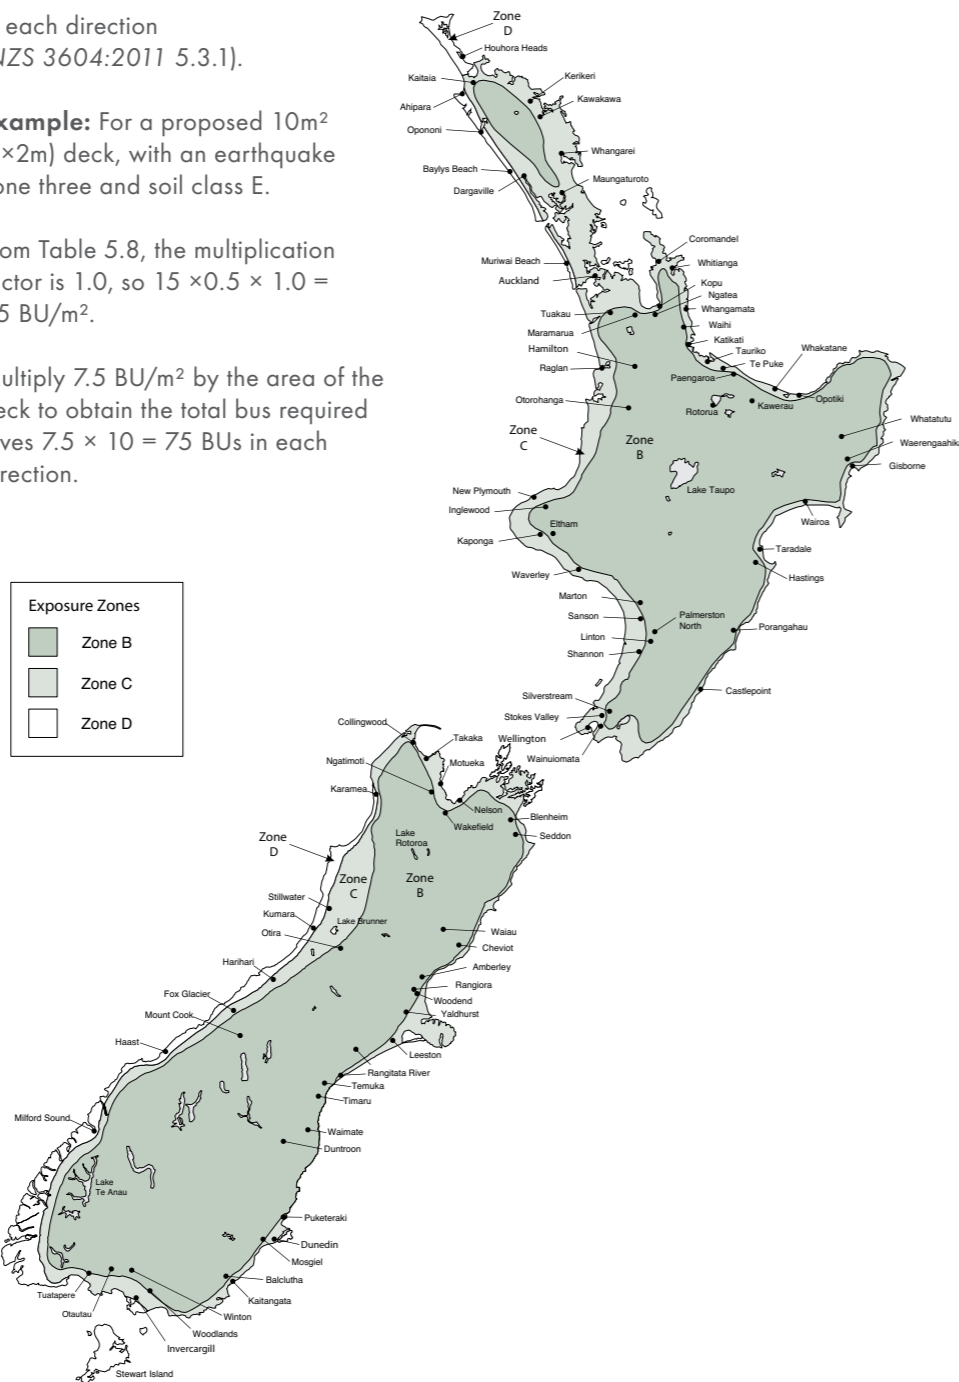 each direction
NZS 3604:2011 5.3.1).
xample: For a proposed 10m²
×2m) deck, with an earthquake
one three and soil class E.
om Table 5.8, the multiplication
ctor is 1.0, so 15 ×0.5 × 1.0 =
5 BU/m².
ultiply 7.5 BU/m² by the area of the
eck to obtain the total bus required
ves 7.5 × 10 = 75 BUs in each
rection.
Exposure Zones
Zone B
Zone C
Zone D
Zone
D
Houhora Heads
Kaitaia
Kerikeri
Ahipara
Kawakawa
Opononi
Whangarei
Baylys Beach
Maungaturoto
Dargaville
Coromandel
Muriwai Beach
Whitianga
Auckland
Kopu
Ngatea
Tuakau
Whangamata
Maramarua
Waihi
Katikati
Hamilton
Tauriko
Whakatane
Raglan
Te Puke
Paengaroa
Otorohanga
Rotorua
Kawerau
Opotiki
Whatatutu
Zone
C
Zone
B
Waerengaahika
Gisborne
New Plymouth
Lake Taupo
Inglewood
Wairoa
Eltham
Kaponga
Taradale
Waverley
Hastings
Marton
Sanson
Palmerston
North
Porangahau
Linton
Shannon
Castlepoint
Silverstream
Stokes Valley
Wellington
Wainuiomata
Collingwood
Takaka
Ngatimoti
Motueka
Karamea
Nelson
Blenheim
Wakefield
Seddon
Lake
Rotoroa
Zone
D
Zone
C
Zone
B
Stillwater
Kumara
Lake Brunner
Waiau
Otira
Cheviot
Harihari
Amberley
Rangiora
Fox Glacier
Woodend
Mount Cook
Yaldhurst
Haast
Leeston
Rangitata River
Temuka
Timaru
Milford Sound
Waimate
Duntroon
Lake
Te Anau
Puketeraki
Dunedin
Mosgiel
Balclutha
Tuatapere
Kaitangata
Otautau
Winton
Woodlands
Invercargill
Stewart Island